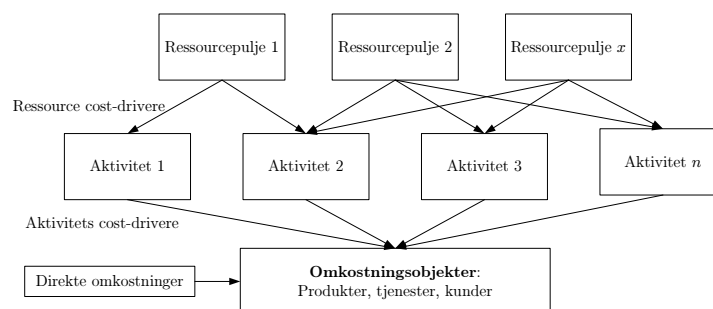 Ressourcepulje 1
Ressourcepulje 2
Ressourcepulje x
Ressource cost-drivere
Aktivitet 1
Aktivitet 2
Aktivitet 3
Aktivitet n
Aktivitets cost-drivere
Direkte omkostninger
Omkostningsobjekter:
Produkter, tjenester, kunder